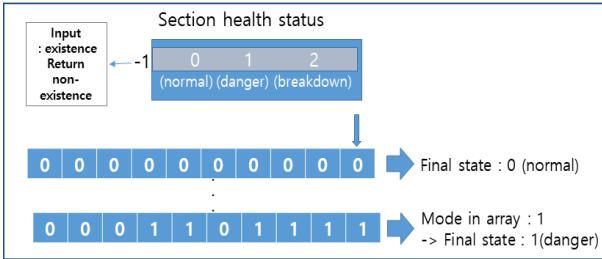 Section health status
Input
: existence
Return
non-
existence
-1 0 1 2
(normal) (danger) (breakdown)
0 0 0 0 0 0 0 0 0 0
Final state : 0 (normal)
0 0 0 1 1 0 1 1 1 1
Mode in array : 1
-> Final state : 1(danger)